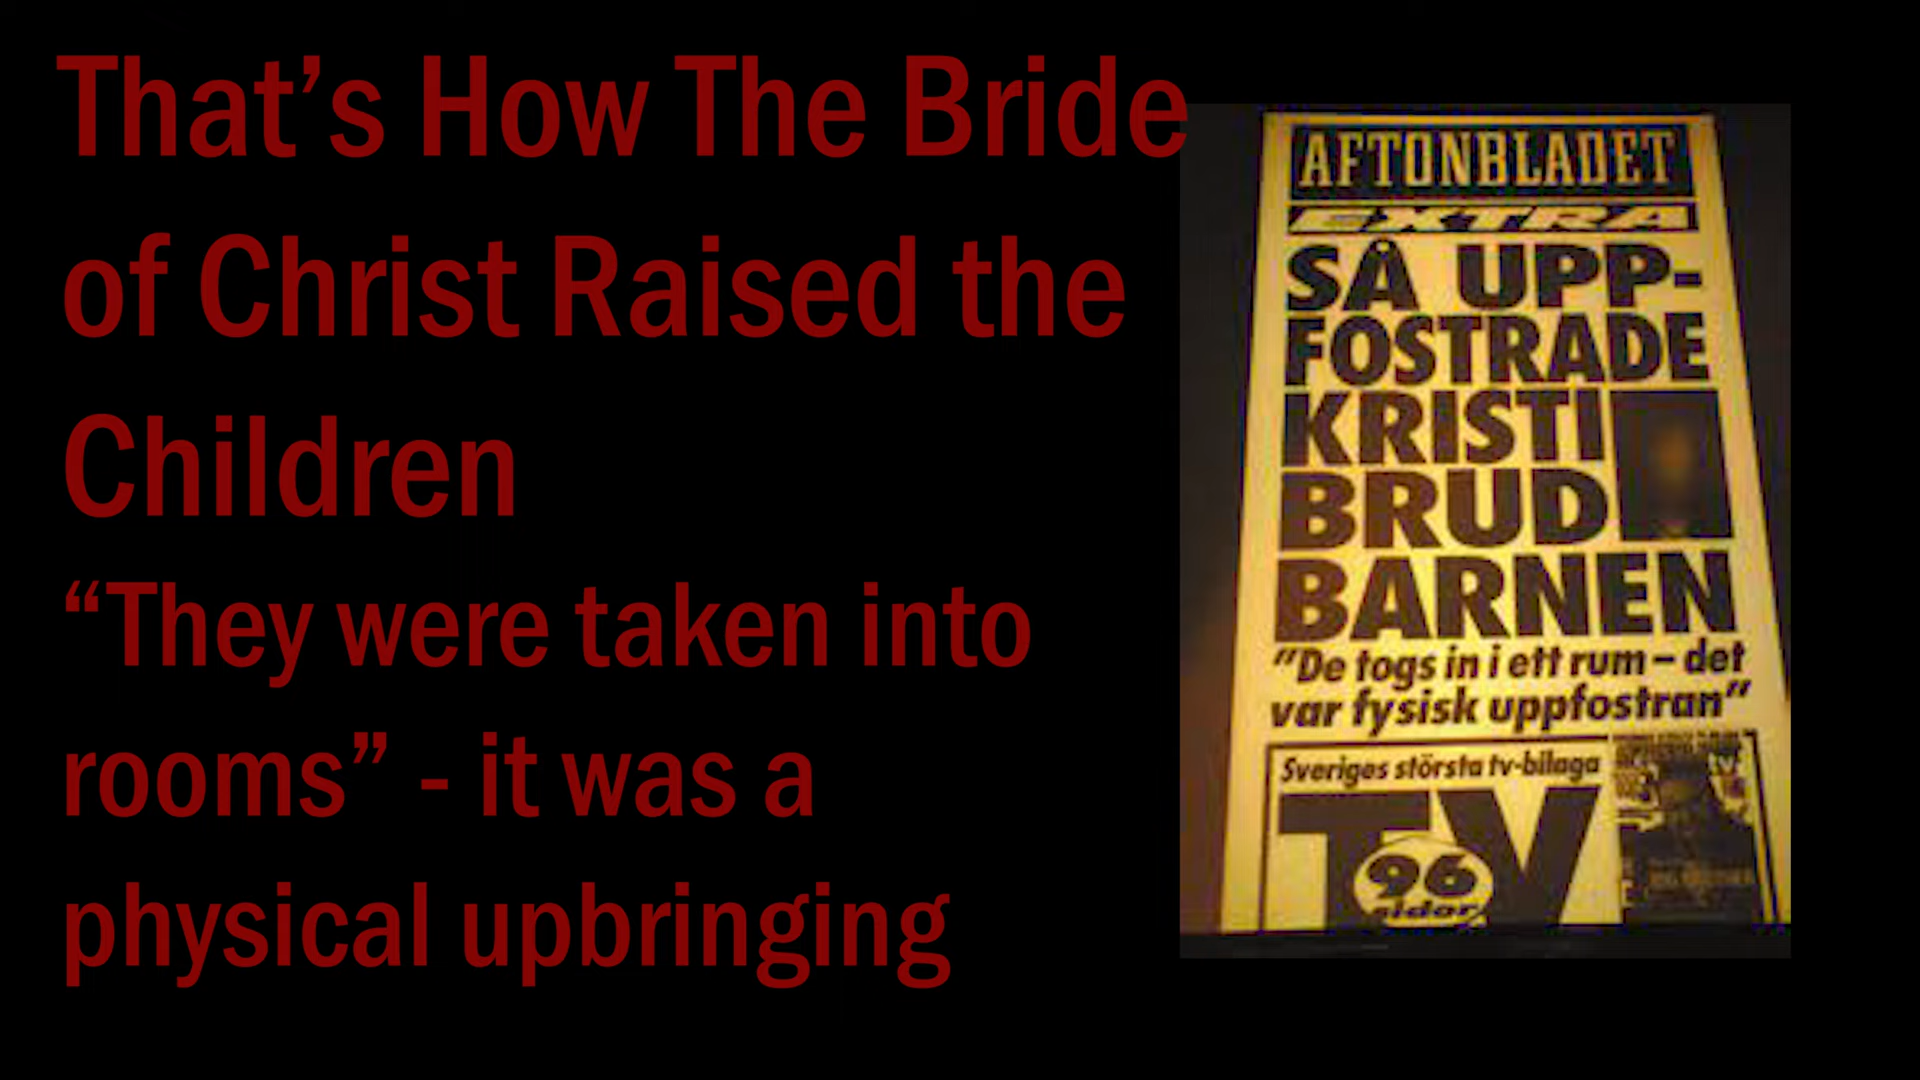 That’s How The Bride
of Christ Raised the
Children
“They were taken into
rooms” - it was a
physical upbringing
AFTONBLADET
EXTRA
SÅ UPP-
FOSTRADE
KRISTI
BRUD
BARNEN
”De togs in i ett rum – det
var fysisk uppfostran”
Sveriges största tv-bilaga
TV
96
sidor